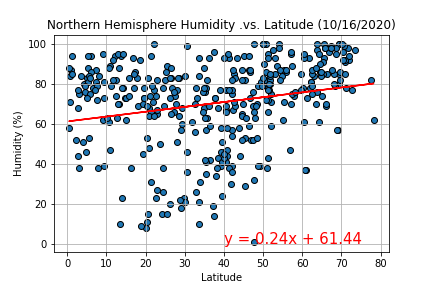 Northern Hemisphere Humidity .vs. Latitude (10/16/2020)
Humidity (%)
100
80
60
40
20
0
y = 0.24x + 61.44
0 10 20 30 40 50 60 70 80
Latitude